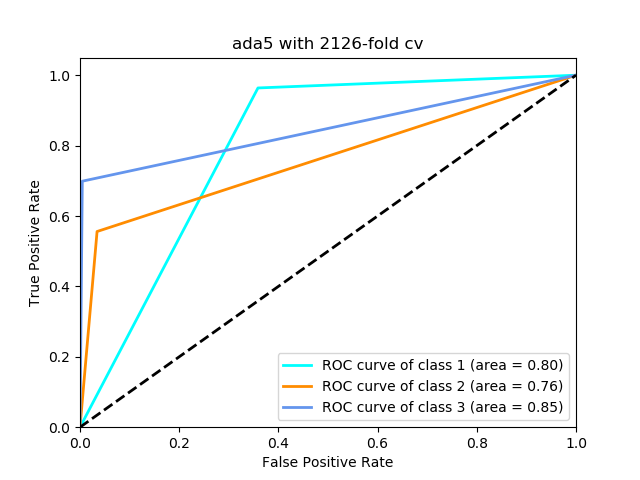 ada5 with 2126-fold cv
True Positive Rate
1.0
0.8
0.6
0.4
0.2
0.0
ROC curve of class 1 (area = 0.80)
ROC curve of class 2 (area = 0.76)
ROC curve of class 3 (area = 0.85)
0.0 0.2 0.4 0.6 0.8 1.0
False Positive Rate